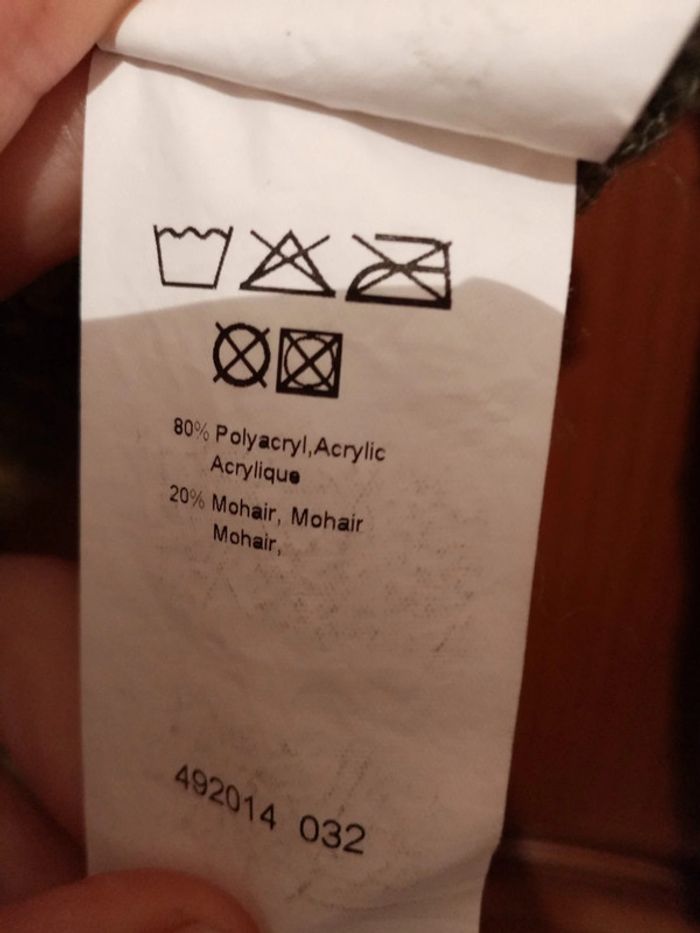 80% Polyacryl,Acrylic
Acrylique
20% Mohair, Mohair
Mohair,
492014 032